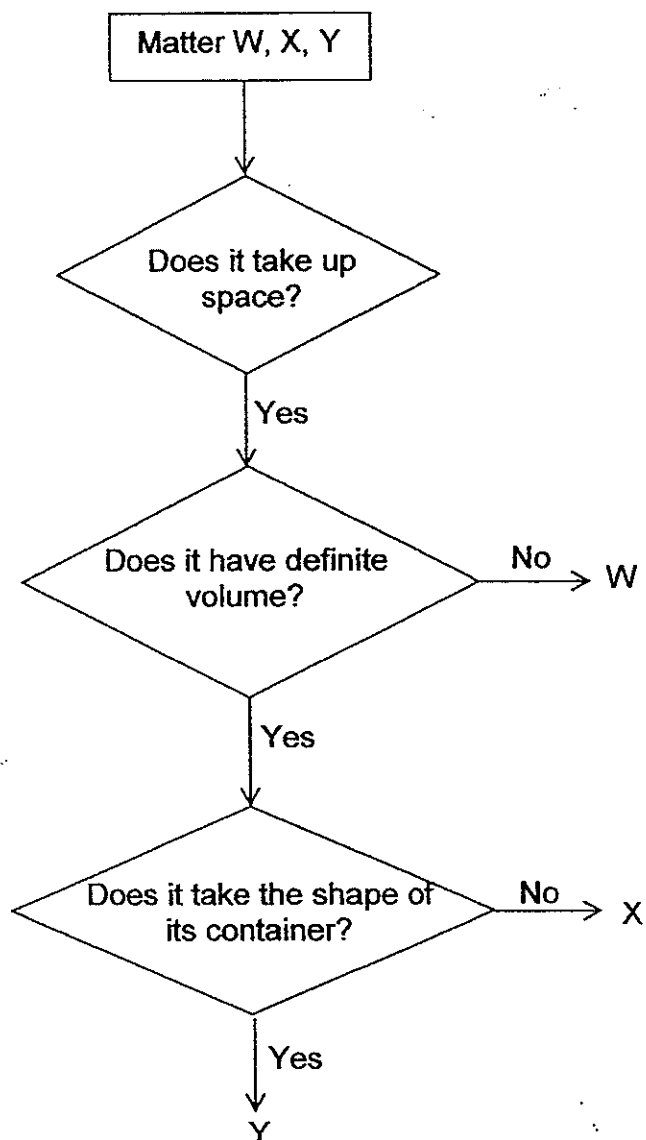 Matter W, X, Y
Does it take up
space?
Yes
Does it have definite
volume?
No
W
Yes
Does it take the shape of
its container?
No
X
Yes
Y